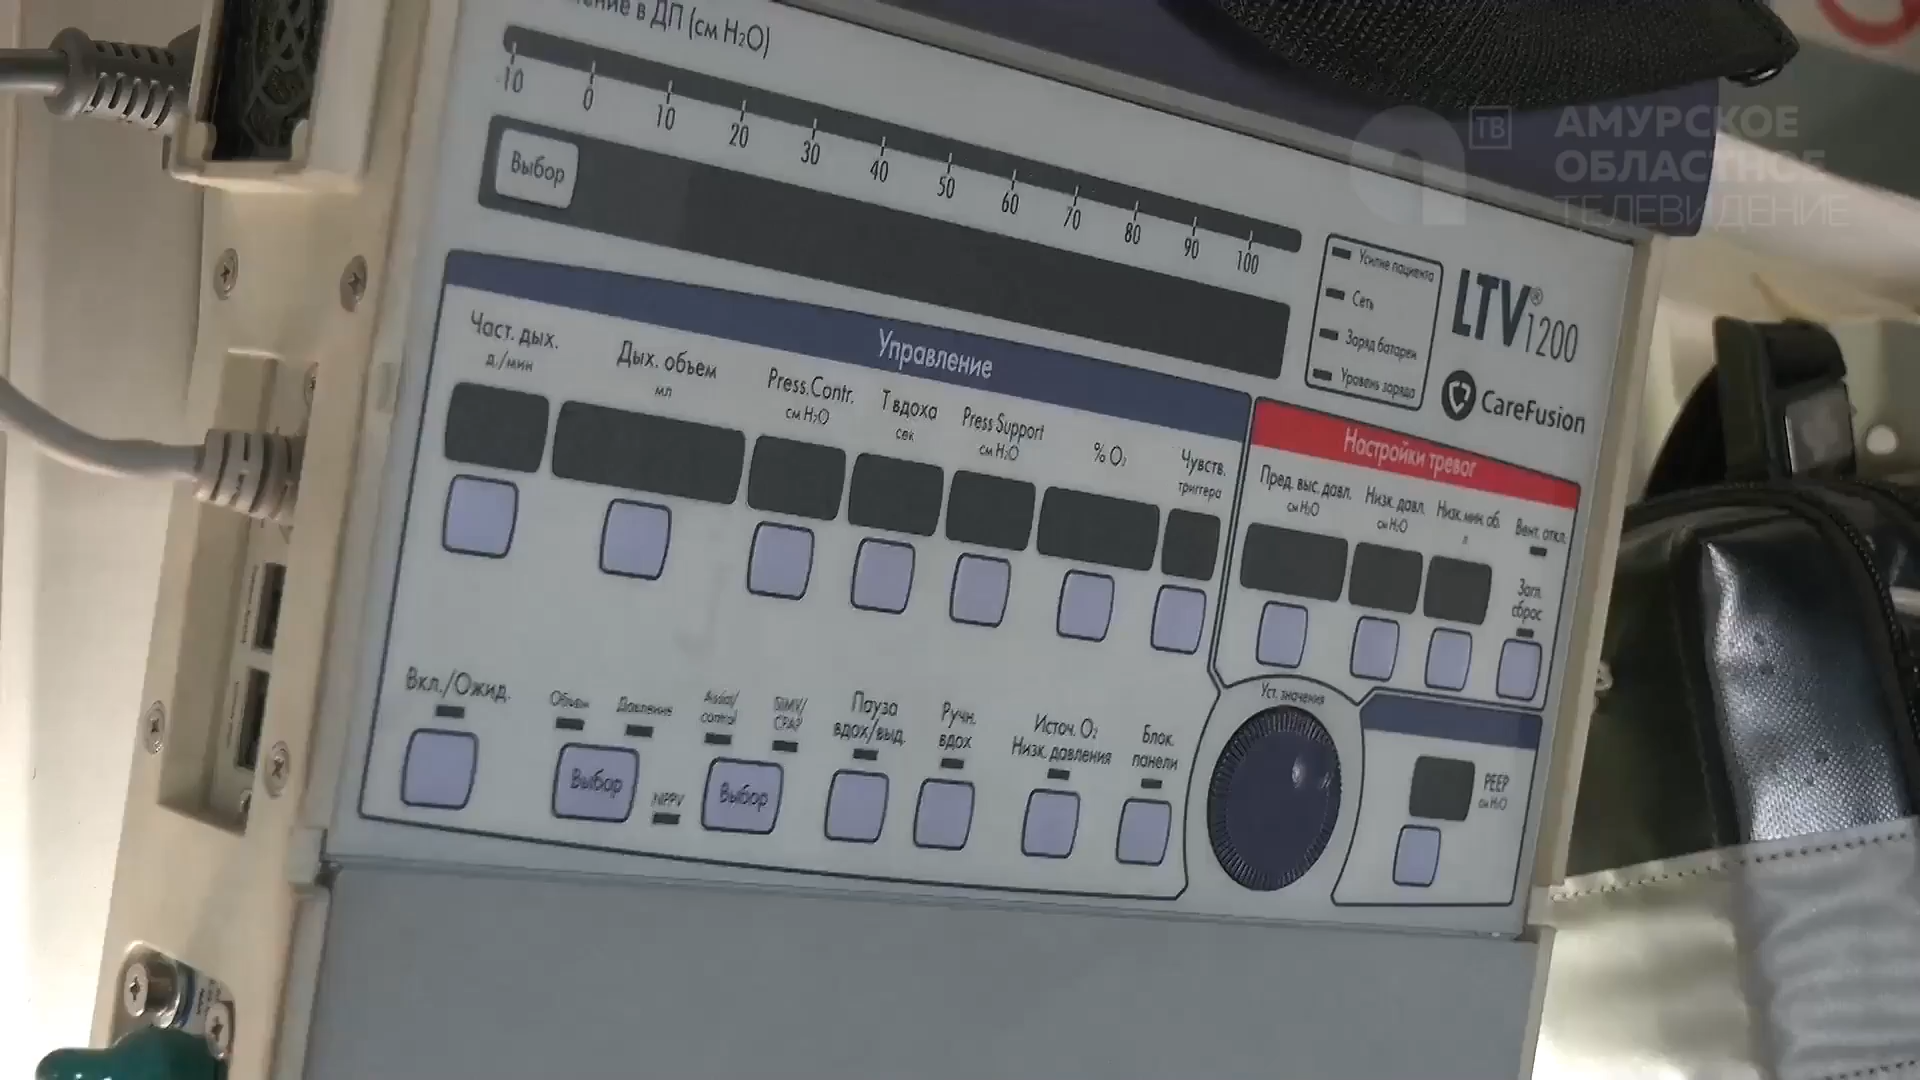 ение в ДП (см H₂O)
-10 0 10 20 30 40 50 60 70 80 90 100
Выбор
Усилие пациента
Сеть
Заряд батареи
Уровень заряда
LTV® 1200
CareFusion
Управление
Част. дых.
д./мин
Дых. объем
мл
Press.Contr.
см H₂O
T вдоха
сек
Press Support
см H₂O
% O₂
Чувств.
триггера
Настройки тревог
Пред. выс. давл.
см H₂O
Низк. давл.
см H₂O
Низк. мин. об.
л
Вент. откл.
Загл.
сброс
Вкл./Ожид.
Объем
Давление
Выбор
NPPV
Assist/
control
SIMV/
CPAP
Выбор
Пауза
вдох/выд.
Ручн.
вдох
Источ. O₂
Низк. давления
Блок.
панели
Уст. значения
PEEP
см H₂O
ТВ
АМУРСКОЕ
ОБЛАСТНОЕ
ТЕЛЕВИДЕНИЕ